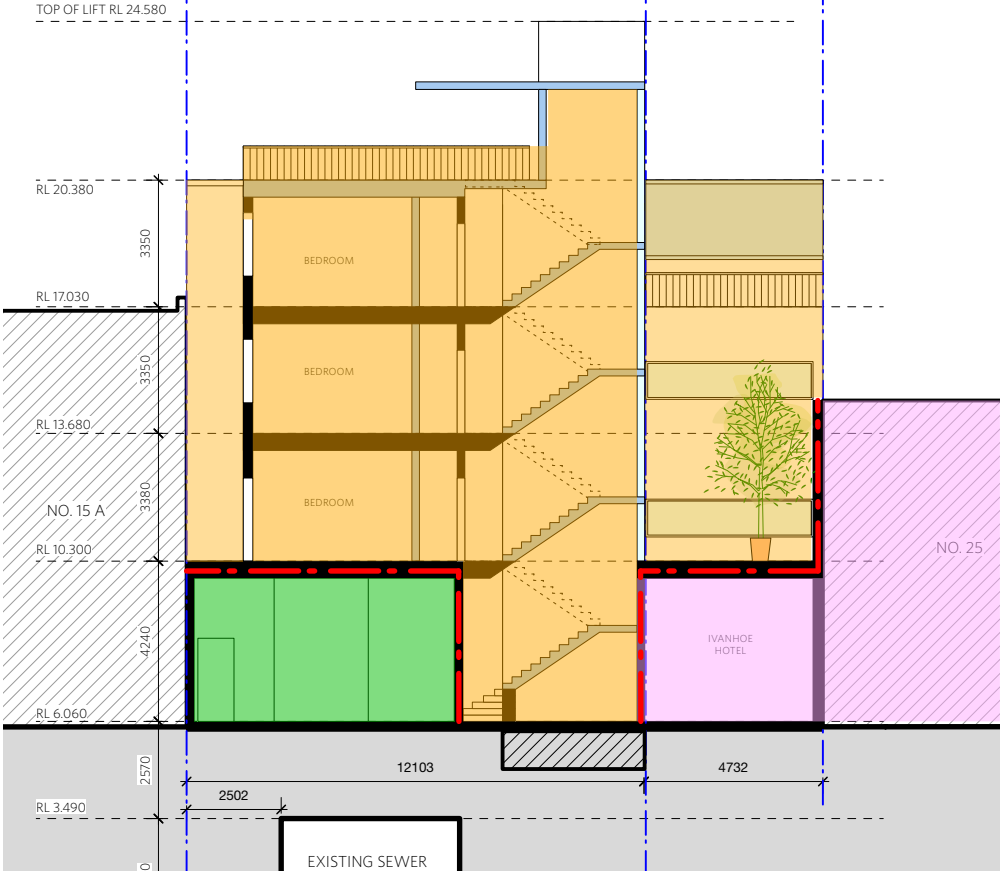 TOP OF LIFT RL 24.580
RL 20.380
3350
BEDROOM
RL 17.030
3350
BEDROOM
RL 13.680
3380
BEDROOM
NO. 15 A
RL 10.300
NO. 25
4240
IVANHOE
HOTEL
RL 6.060
2570
12103
4732
2502
RL 3.490
0
EXISTING SEWER